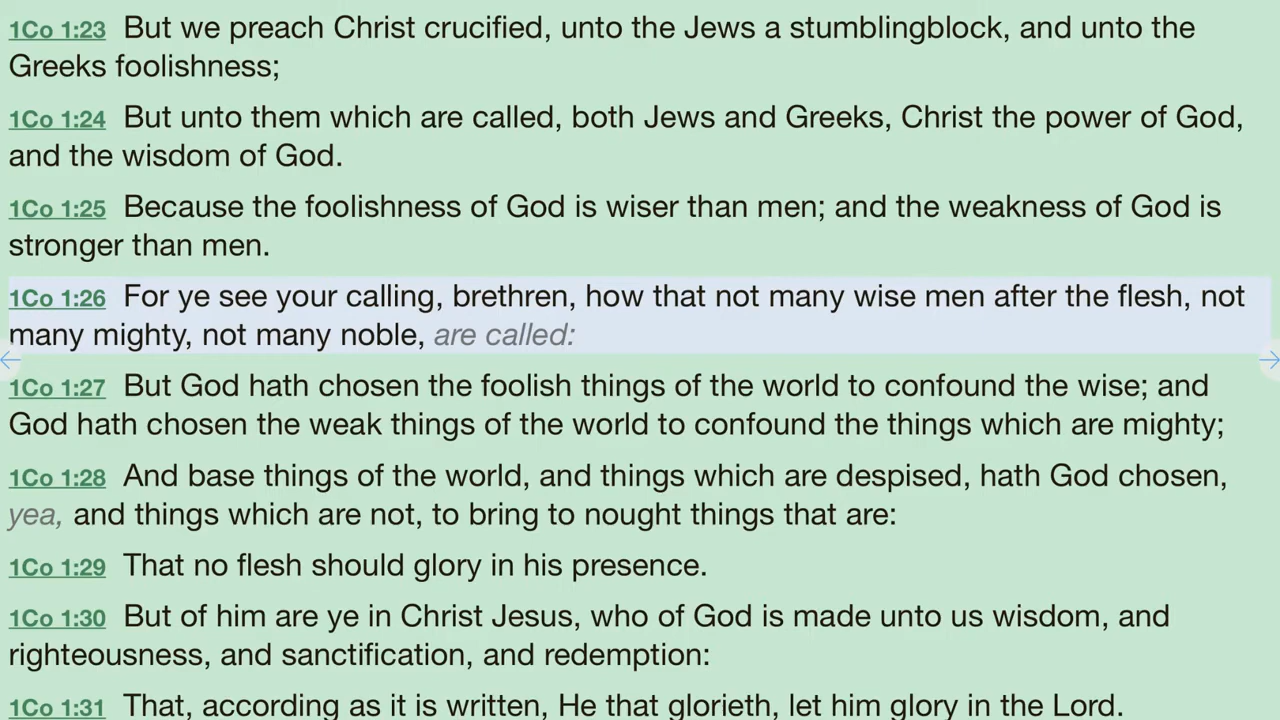 1Co 1:23 But we preach Christ crucified, unto the Jews a stumblingblock, and unto the
Greeks foolishness;
1Co 1:24 But unto them which are called, both Jews and Greeks, Christ the power of God,
and the wisdom of God.
1Co 1:25 Because the foolishness of God is wiser than men; and the weakness of God is
stronger than men.
1Co 1:26 For ye see your calling, brethren, how that not many wise men after the flesh, not
many mighty, not many noble, are called:
1Co 1:27 But God hath chosen the foolish things of the world to confound the wise; and
God hath chosen the weak things of the world to confound the things which are mighty;
1Co 1:28 And base things of the world, and things which are despised, hath God chosen,
yea, and things which are not, to bring to nought things that are:
1Co 1:29 That no flesh should glory in his presence.
1Co 1:30 But of him are ye in Christ Jesus, who of God is made unto us wisdom, and
righteousness, and sanctification, and redemption:
1Co 1:31 That, according as it is written, He that glorieth, let him glory in the Lord.